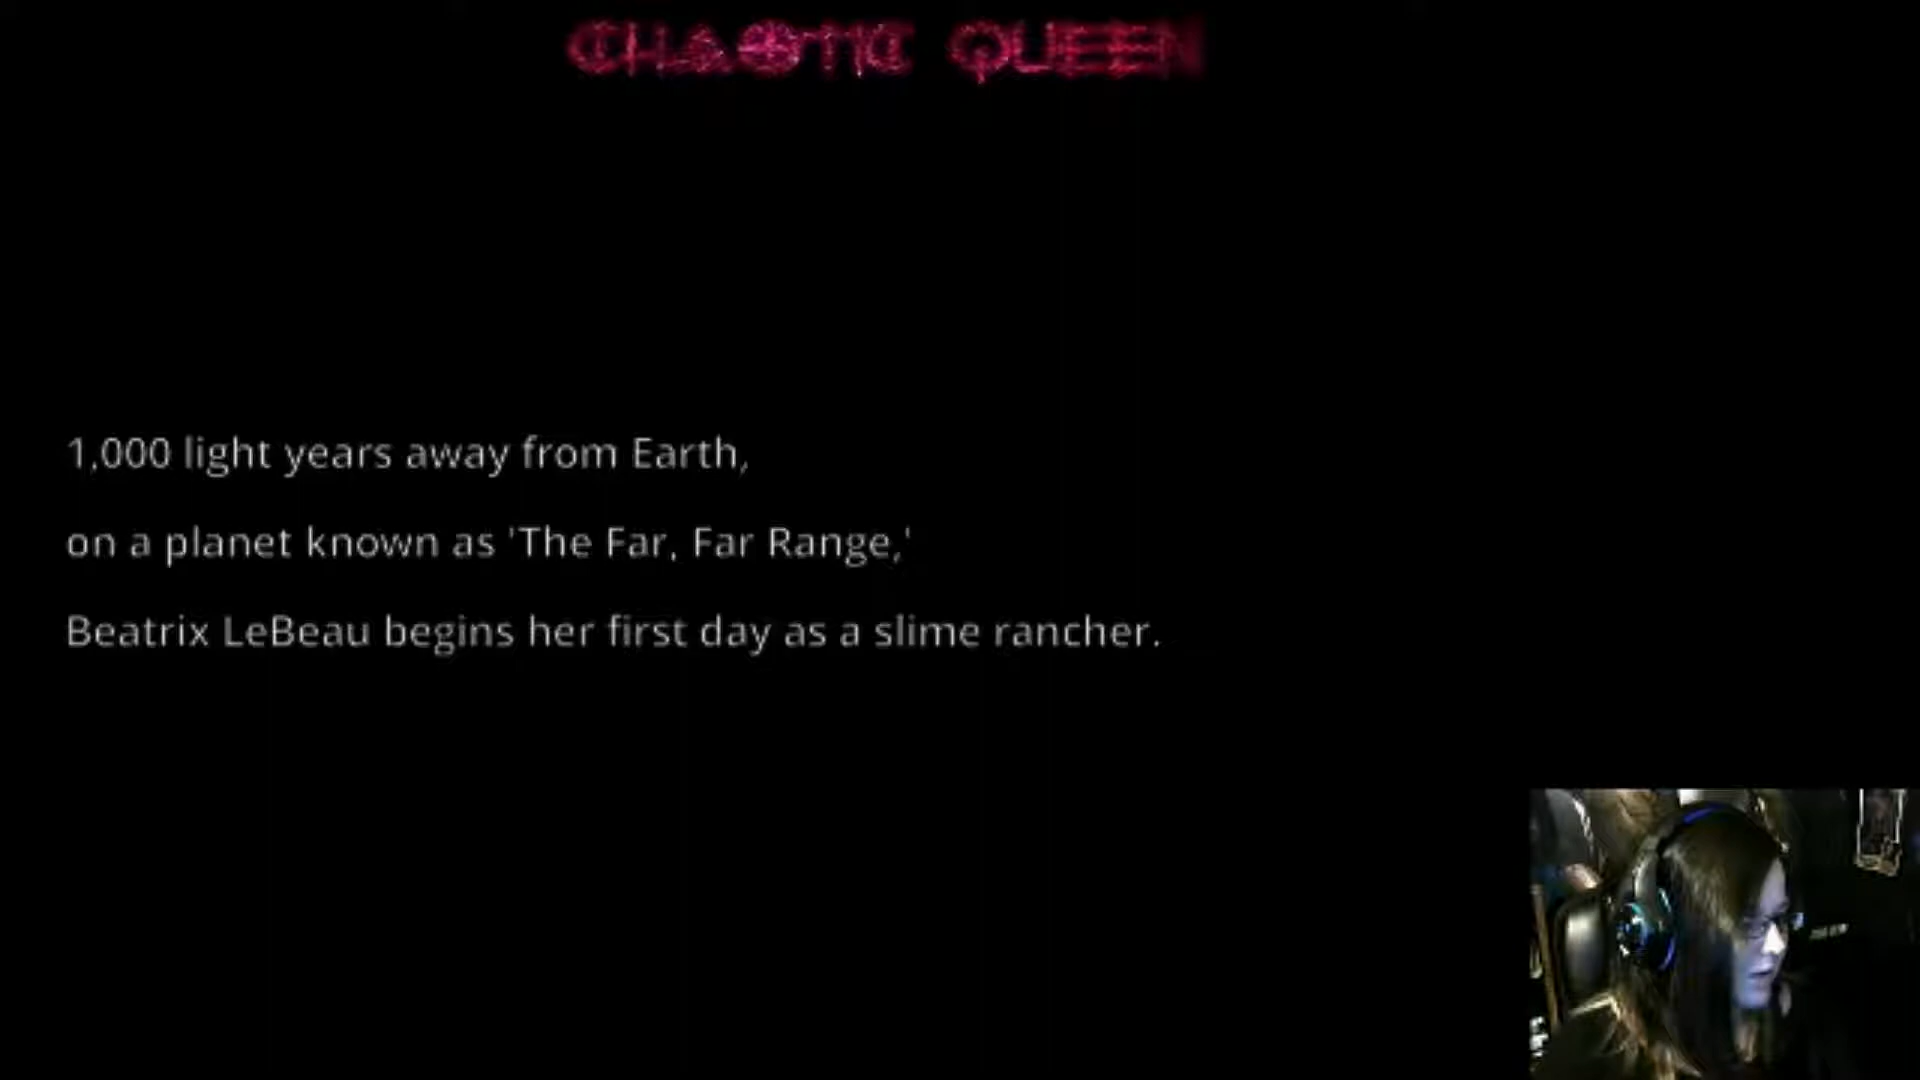 CHAOTIC QUEEN
1,000 light years away from Earth,
on a planet known as 'The Far, Far Range,'
Beatrix LeBeau begins her first day as a slime rancher.